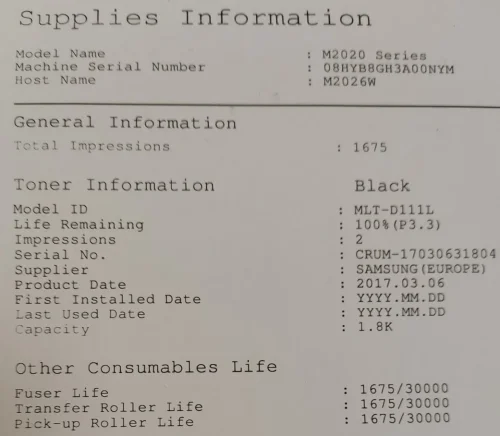 Supplies Information
Model Name : M2020 Series
Machine Serial Number : 08HYB8GH3A00NYM
Host Name : M2026W
General Information
Total Impressions : 1675
Toner Information Black
Model ID : MLT-D111L
Life Remaining : 100%(P3.3)
Impressions : 2
Serial No. : CRUM-17030631804
Supplier : SAMSUNG(EUROPE)
Product Date : 2017.03.06
First Installed Date : YYYY.MM.DD
Last Used Date : YYYY.MM.DD
Capacity : 1.8K
Other Consumables Life
Fuser Life : 1675/30000
Transfer Roller Life : 1675/30000
Pick-up Roller Life : 1675/30000